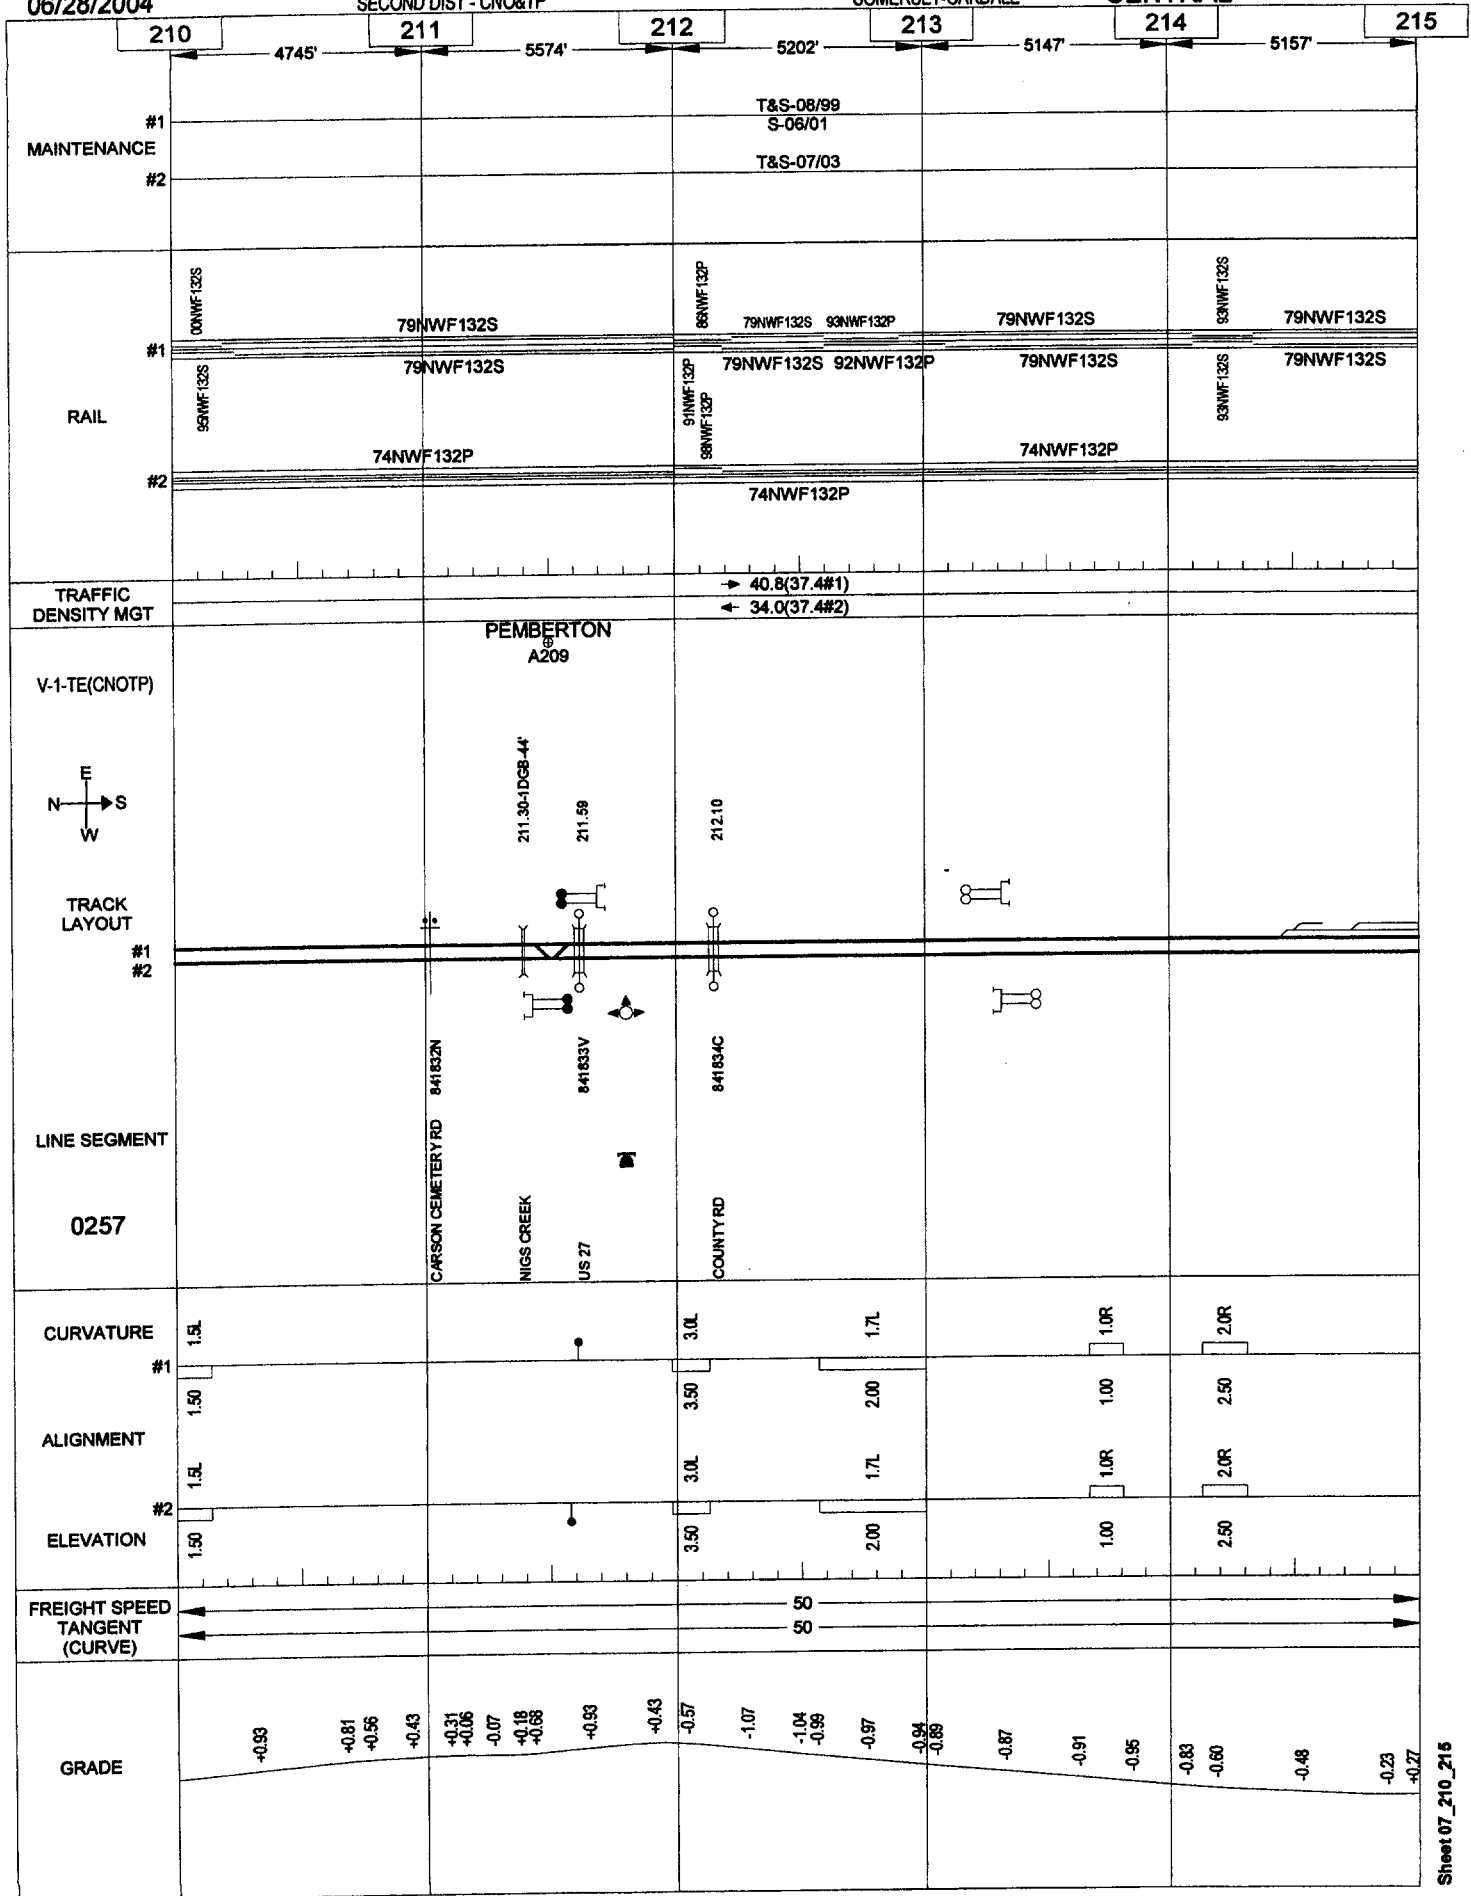 06/28/2004 SECOND DIST - CNO&TP CENTRAL
210 211 212 213 214 215
4745' 5574' 5202' 5147' 5157'
T&S-08/99
#1
S-06/01
MAINTENANCE
T&S-07/03
#2
00NWF132S 86NWF132P 93NWF132S
79NWF132S 79NWF132S 93NWF132P 79NWF132S 79NWF132S
#1
79NWF132S 79NWF132S 92NWF132P 79NWF132S 79NWF132S
95NWF132S 91NWF132P 98NWF132P 93NWF132S
RAIL
74NWF132P 74NWF132P
#2
74NWF132P
TRAFFIC
DENSITY MGT
40.8(37.4#1)
34.0(37.4#2)
PEMBERTON
A209
V-1-TE(CNOTP)
E
N S
W
211.30-1DGB-44' 211.59 212.10
TRACK
LAYOUT
#1
#2
841832N 841833V 841834C
LINE SEGMENT
0257
CARSON CEMETERY RD NIGS CREEK US 27 COUNTY RD
CURVATURE
1.5L 3.0L 1.7L 1.0R 2.0R
#1
1.50 3.50 2.00 1.00 2.50
ALIGNMENT
1.5L 3.0L 1.7L 1.0R 2.0R
#2
ELEVATION
1.50 3.50 2.00 1.00 2.50
FREIGHT SPEED
TANGENT
(CURVE)
50
50
GRADE
+0.93 +0.81 +0.56 +0.43 +0.31 +0.06 -0.07 +0.18 +0.68 +0.93 +0.43 -0.57 -1.07 -1.04 -0.99 -0.97 -0.94 -0.89 -0.87 -0.91 -0.95 -0.83 -0.60 -0.48 -0.23 +0.27
Sheet 07_210_215